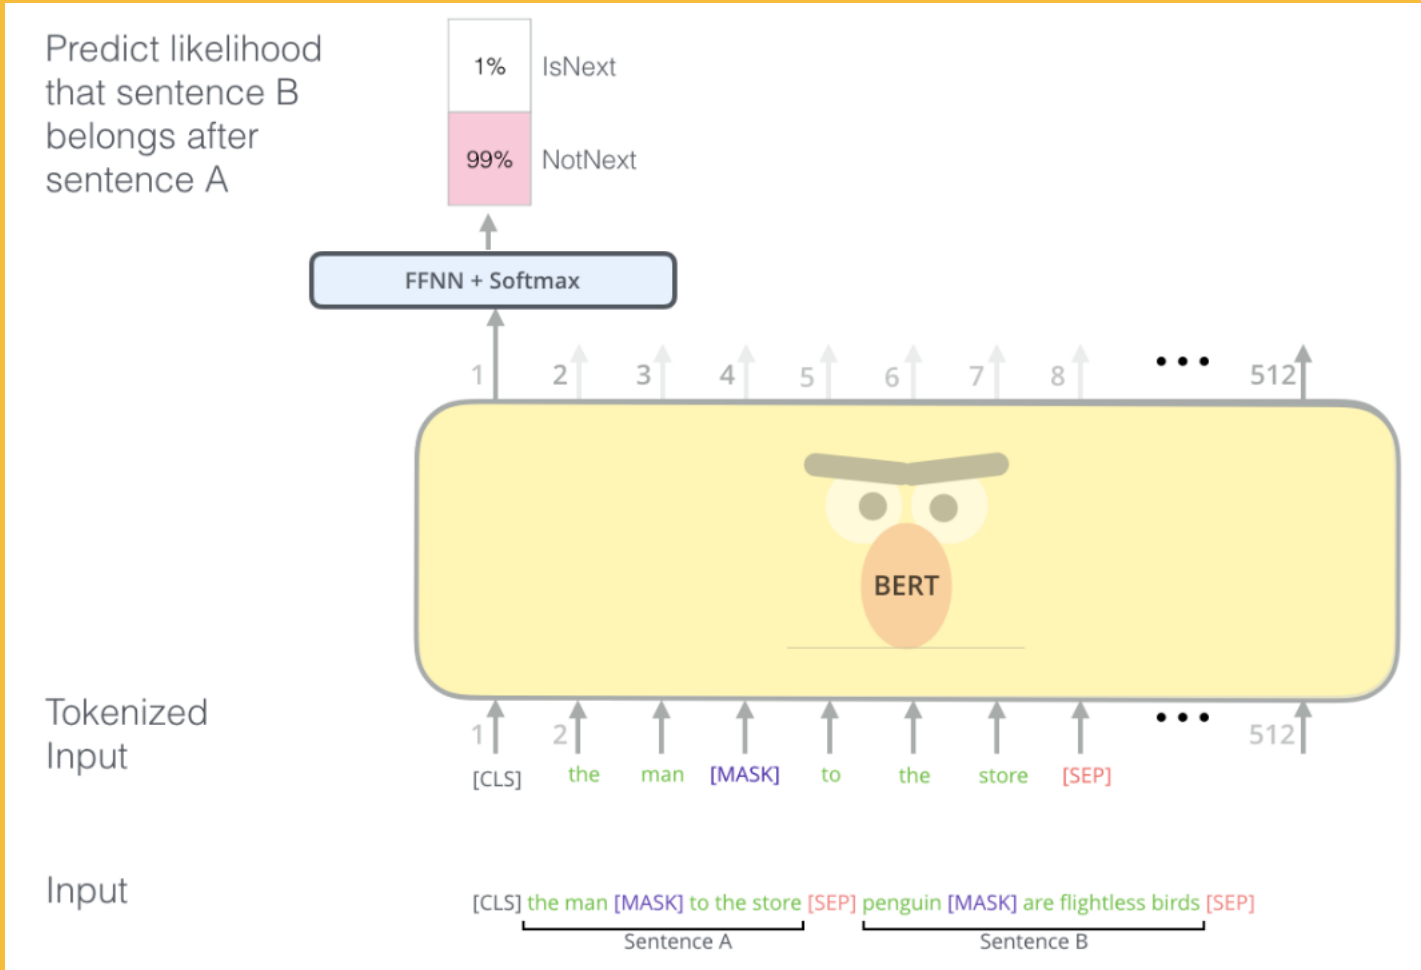 Predict likelihood
that sentence B
belongs after
sentence A
1% IsNext
99% NotNext
FFNN + Softmax
1 2 3 4 5 6 7 8 ••• 512
BERT
Tokenized
Input
1 2 ••• 512
[CLS] the man [MASK] to the store [SEP]
Input
[CLS] the man [MASK] to the store [SEP] penguin [MASK] are flightless birds [SEP]
Sentence A Sentence B